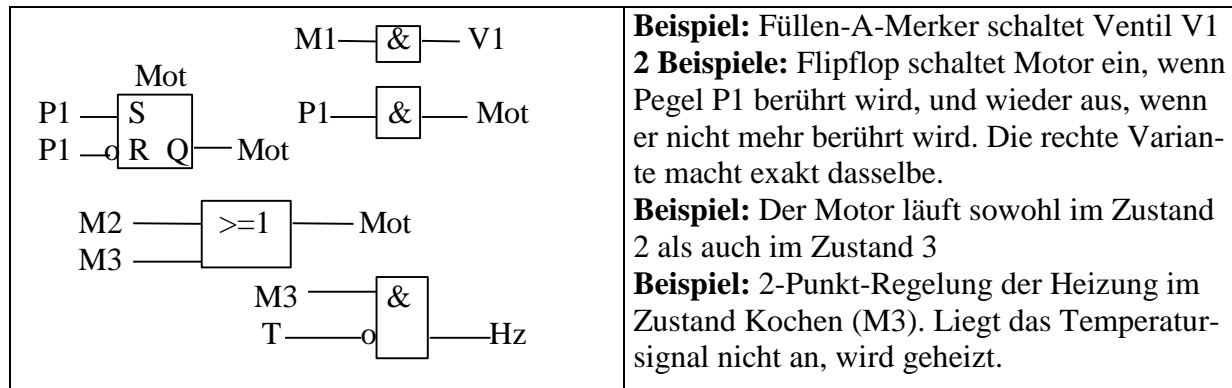 M1 & V1
Mot
P1 S
P1 R Q Mot
P1 & Mot
M2 >=1 Mot
M3
M3 &
T Hz
Beispiel: Füllen-A-Merker schaltet Ventil V1
2 Beispiele: Flipflop schaltet Motor ein, wenn
Pegel P1 berührt wird, und wieder aus, wenn
er nicht mehr berührt wird. Die rechte Varian-
te macht exakt dasselbe.
Beispiel: Der Motor läuft sowohl im Zustand
2 als auch im Zustand 3
Beispiel: 2-Punkt-Regelung der Heizung im
Zustand Kochen (M3). Liegt das Temperatur-
signal nicht an, wird geheizt.